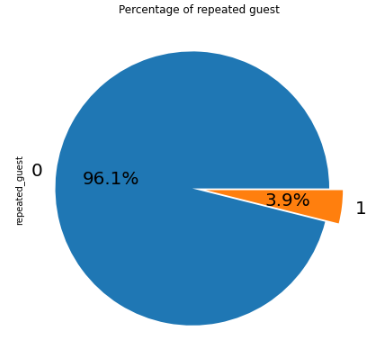 Percentage of repeated guest
0
96.1%
3.9%
1
repeated_guest